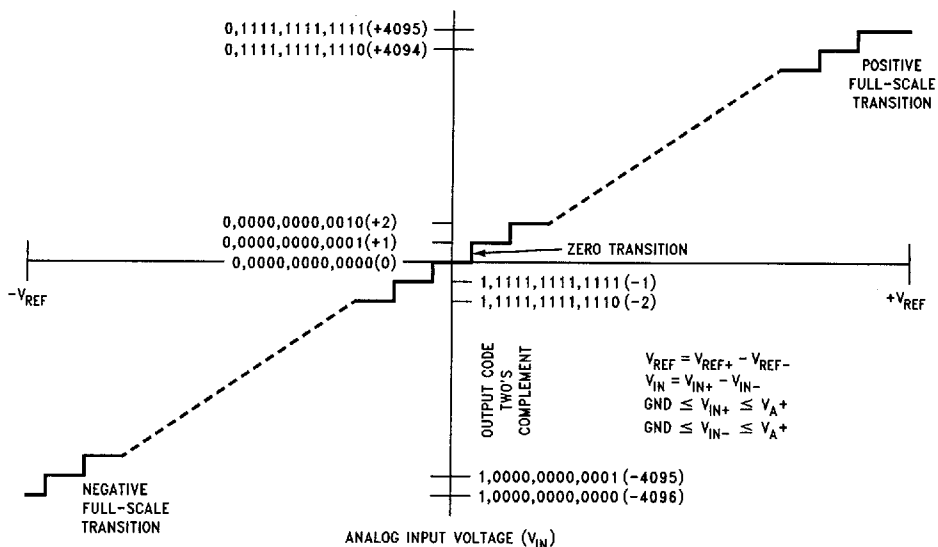 0,1111,1111,1111(+4095)
0,1111,1111,1110(+4094)
POSITIVE
FULL-SCALE
TRANSITION
0,0000,0000,0010(+2)
0,0000,0000,0001(+1)
0,0000,0000,0000(0)
ZERO TRANSITION
-VREF
+VREF
1,1111,1111,1111(-1)
1,1111,1111,1110(-2)
OUTPUT CODE
TWO'S
COMPLEMENT
VREF = VREF+ - VREF-
VIN = VIN+ - VIN-
GND ≤ VIN+ ≤ VA+
GND ≤ VIN- ≤ VA+
1,0000,0000,0001(-4095)
1,0000,0000,0000(-4096)
NEGATIVE
FULL-SCALE
TRANSITION
ANALOG INPUT VOLTAGE (VIN)